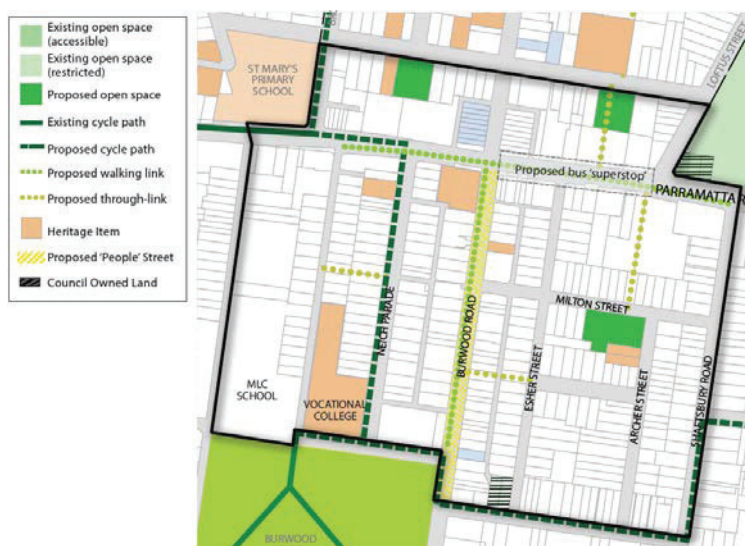 Existing open space
(accessible)
Existing open space
(restricted)
Proposed open space
Existing cycle path
Proposed cycle path
Proposed walking link
Proposed through-link
Heritage Item
Proposed 'People' Street
Council Owned Land
ST MARY'S
PRIMARY
SCHOOL
LOFTUS STREET
Proposed bus 'superstop'
PARRAMATTA R
NEICH PARADE
BURWOOD ROAD
MILTON STREET
ESHER STREET
ARCHER STREET
SHAFTSBURY ROAD
MLC
SCHOOL
VOCATIONAL
COLLEGE
BURWOOD